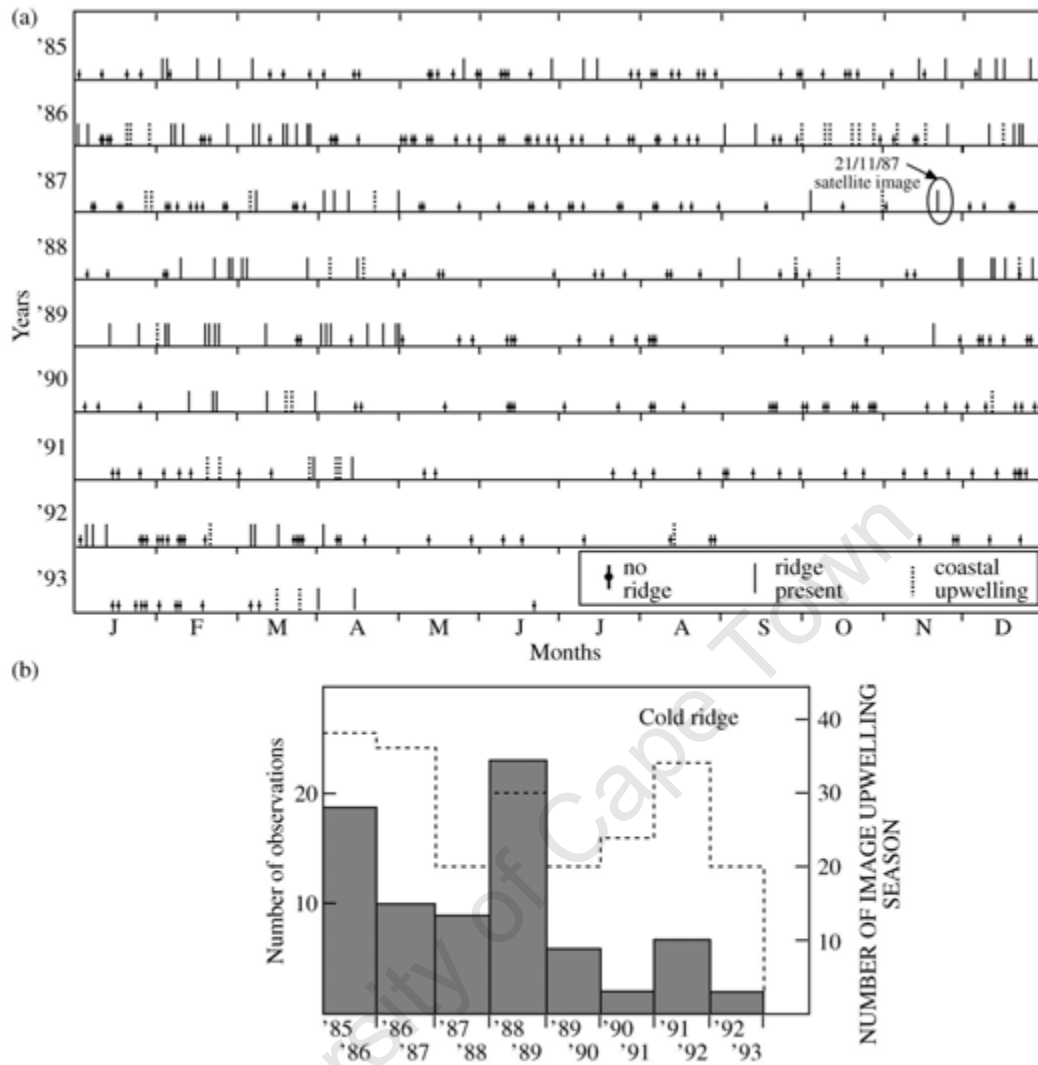 (a)
Years
'85
'86
'87
21/11/87
satellite image
'88
'89
'90
'91
'92
'93
no
ridge
ridge
present
coastal
upwelling
J F M A M J J A S O N D
Months
(b)
Cold ridge
Number of observations
20
10
NUMBER OF IMAGE UPWELLING
SEASON
40
30
20
10
'85 '86 '87 '88 '89 '90 '91 '92
'86 '87 '88 '89 '90 '91 '92 '93
University of Cape Town